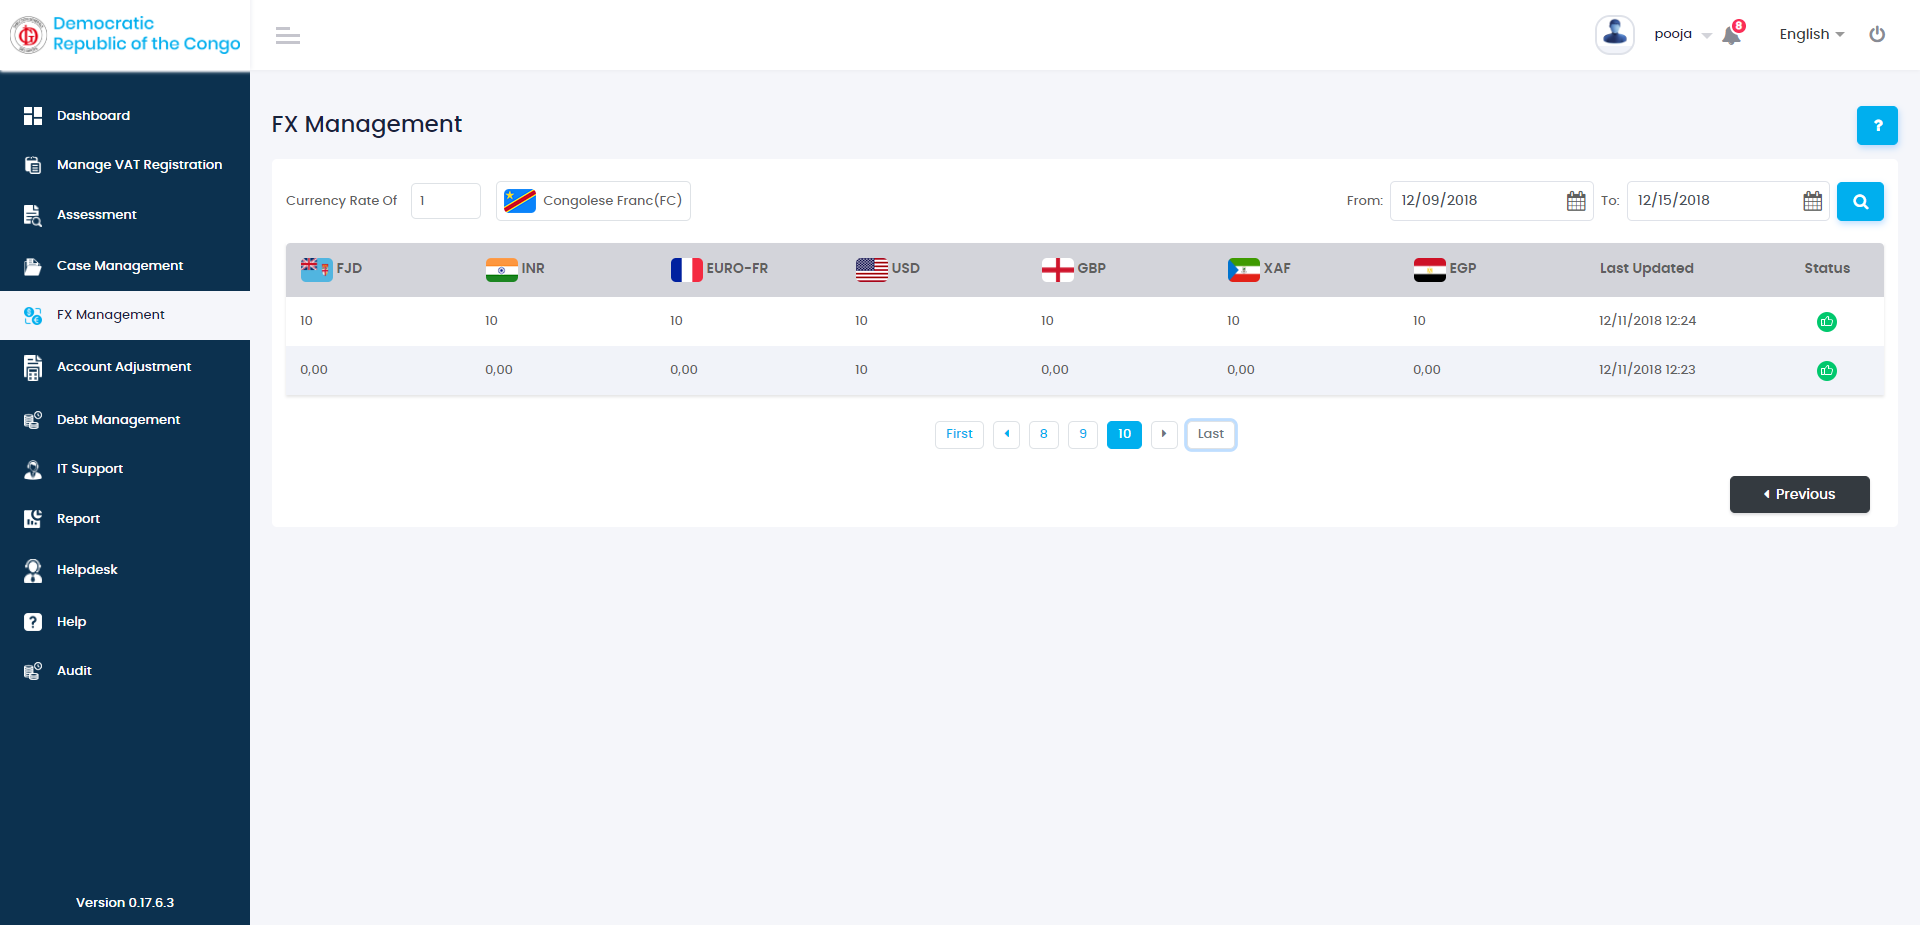 Democratic
Republic of the Congo
pooja
8
English
Dashboard
Manage VAT Registration
Assessment
Case Management
FX Management
Account Adjustment
Debt Management
IT Support
Report
Helpdesk
Help
Audit
Version 0.17.6.3
FX Management
?
Currency Rate Of 1 Congolese Franc(FC) From: 12/09/2018 To: 12/15/2018
FJD INR EURO-FR USD GBP XAF EGP Last Updated Status
10 10 10 10 10 10 10 12/11/2018 12:24
0,00 0,00 0,00 10 0,00 0,00 0,00 12/11/2018 12:23
First 8 9 10 Last
Previous